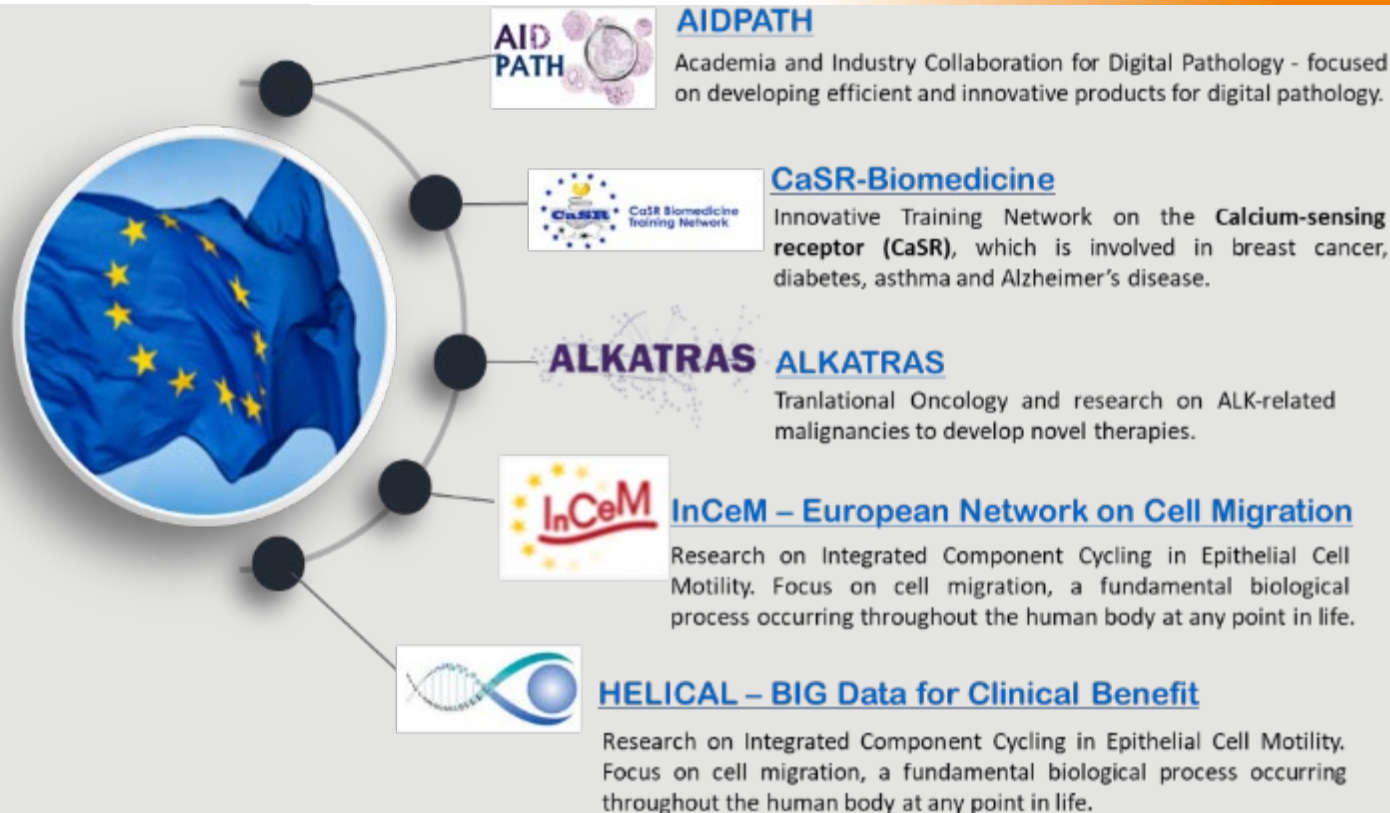 AID
PATH
AIDPATH
Academia and Industry Collaboration for Digital Pathology - focused
on developing efficient and innovative products for digital pathology.
CaSR
CaSR Biomedicine
Training Network
CaSR-Biomedicine
Innovative Training Network on the Calcium-sensing
receptor (CaSR), which is involved in breast cancer,
diabetes, asthma and Alzheimer’s disease.
ALKATRAS
ALKATRAS
Tranlational Oncology and research on ALK-related
malignancies to develop novel therapies.
InCeM
InCeM – European Network on Cell Migration
Research on Integrated Component Cycling in Epithelial Cell
Motility. Focus on cell migration, a fundamental biological
process occurring throughout the human body at any point in life.
HELICAL – BIG Data for Clinical Benefit
Research on Integrated Component Cycling in Epithelial Cell Motility.
Focus on cell migration, a fundamental biological process occurring
throughout the human body at any point in life.